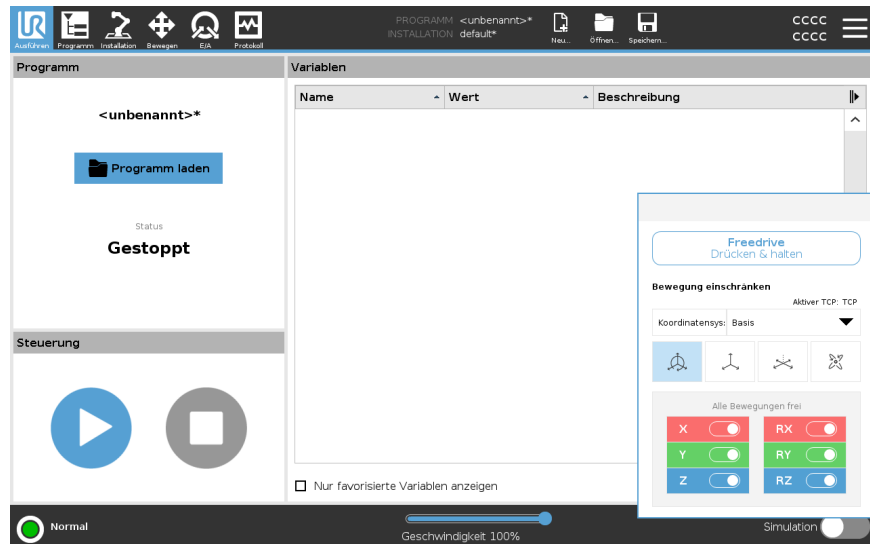 UR
PROGRAMM <unbenannt>*
INSTALLATION default*
cccc
cccc
Ausführen Programm Installation Bewegen E/A Protokoll
Neu... Öffnen... Speichern...
Programm
Variablen
<unbenannt>*
Programm laden
Status
Gestoppt
Steuerung
Name Wert Beschreibung
Nur favorisierte Variablen anzeigen
Freedrive
Drücken & halten
Bewegung einschränken
Aktiver TCP: TCP
Koordinatensys: Basis
Alle Bewegungen frei
X RX
Y RY
Z RZ
Normal
Geschwindigkeit 100%
Simulation